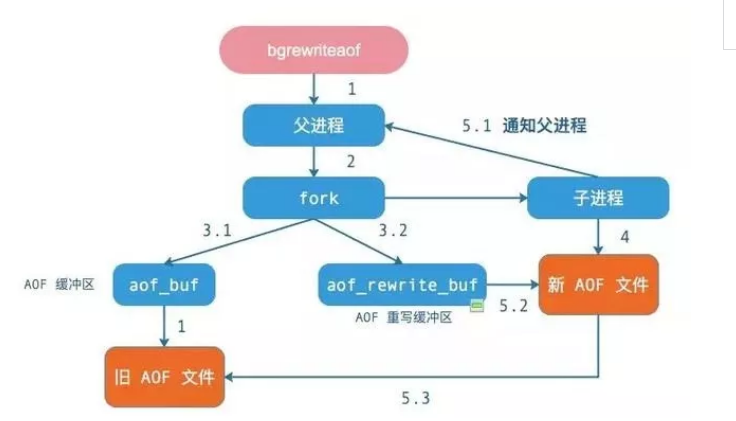 bgrewriteaof
1
父进程
5.1 通知父进程
2
fork
子进程
3.1
3.2
4
AOF 缓冲区
aof_buf
aof_rewrite_buf
新 AOF 文件
5.2
AOF 重写缓冲区
1
旧 AOF 文件
5.3